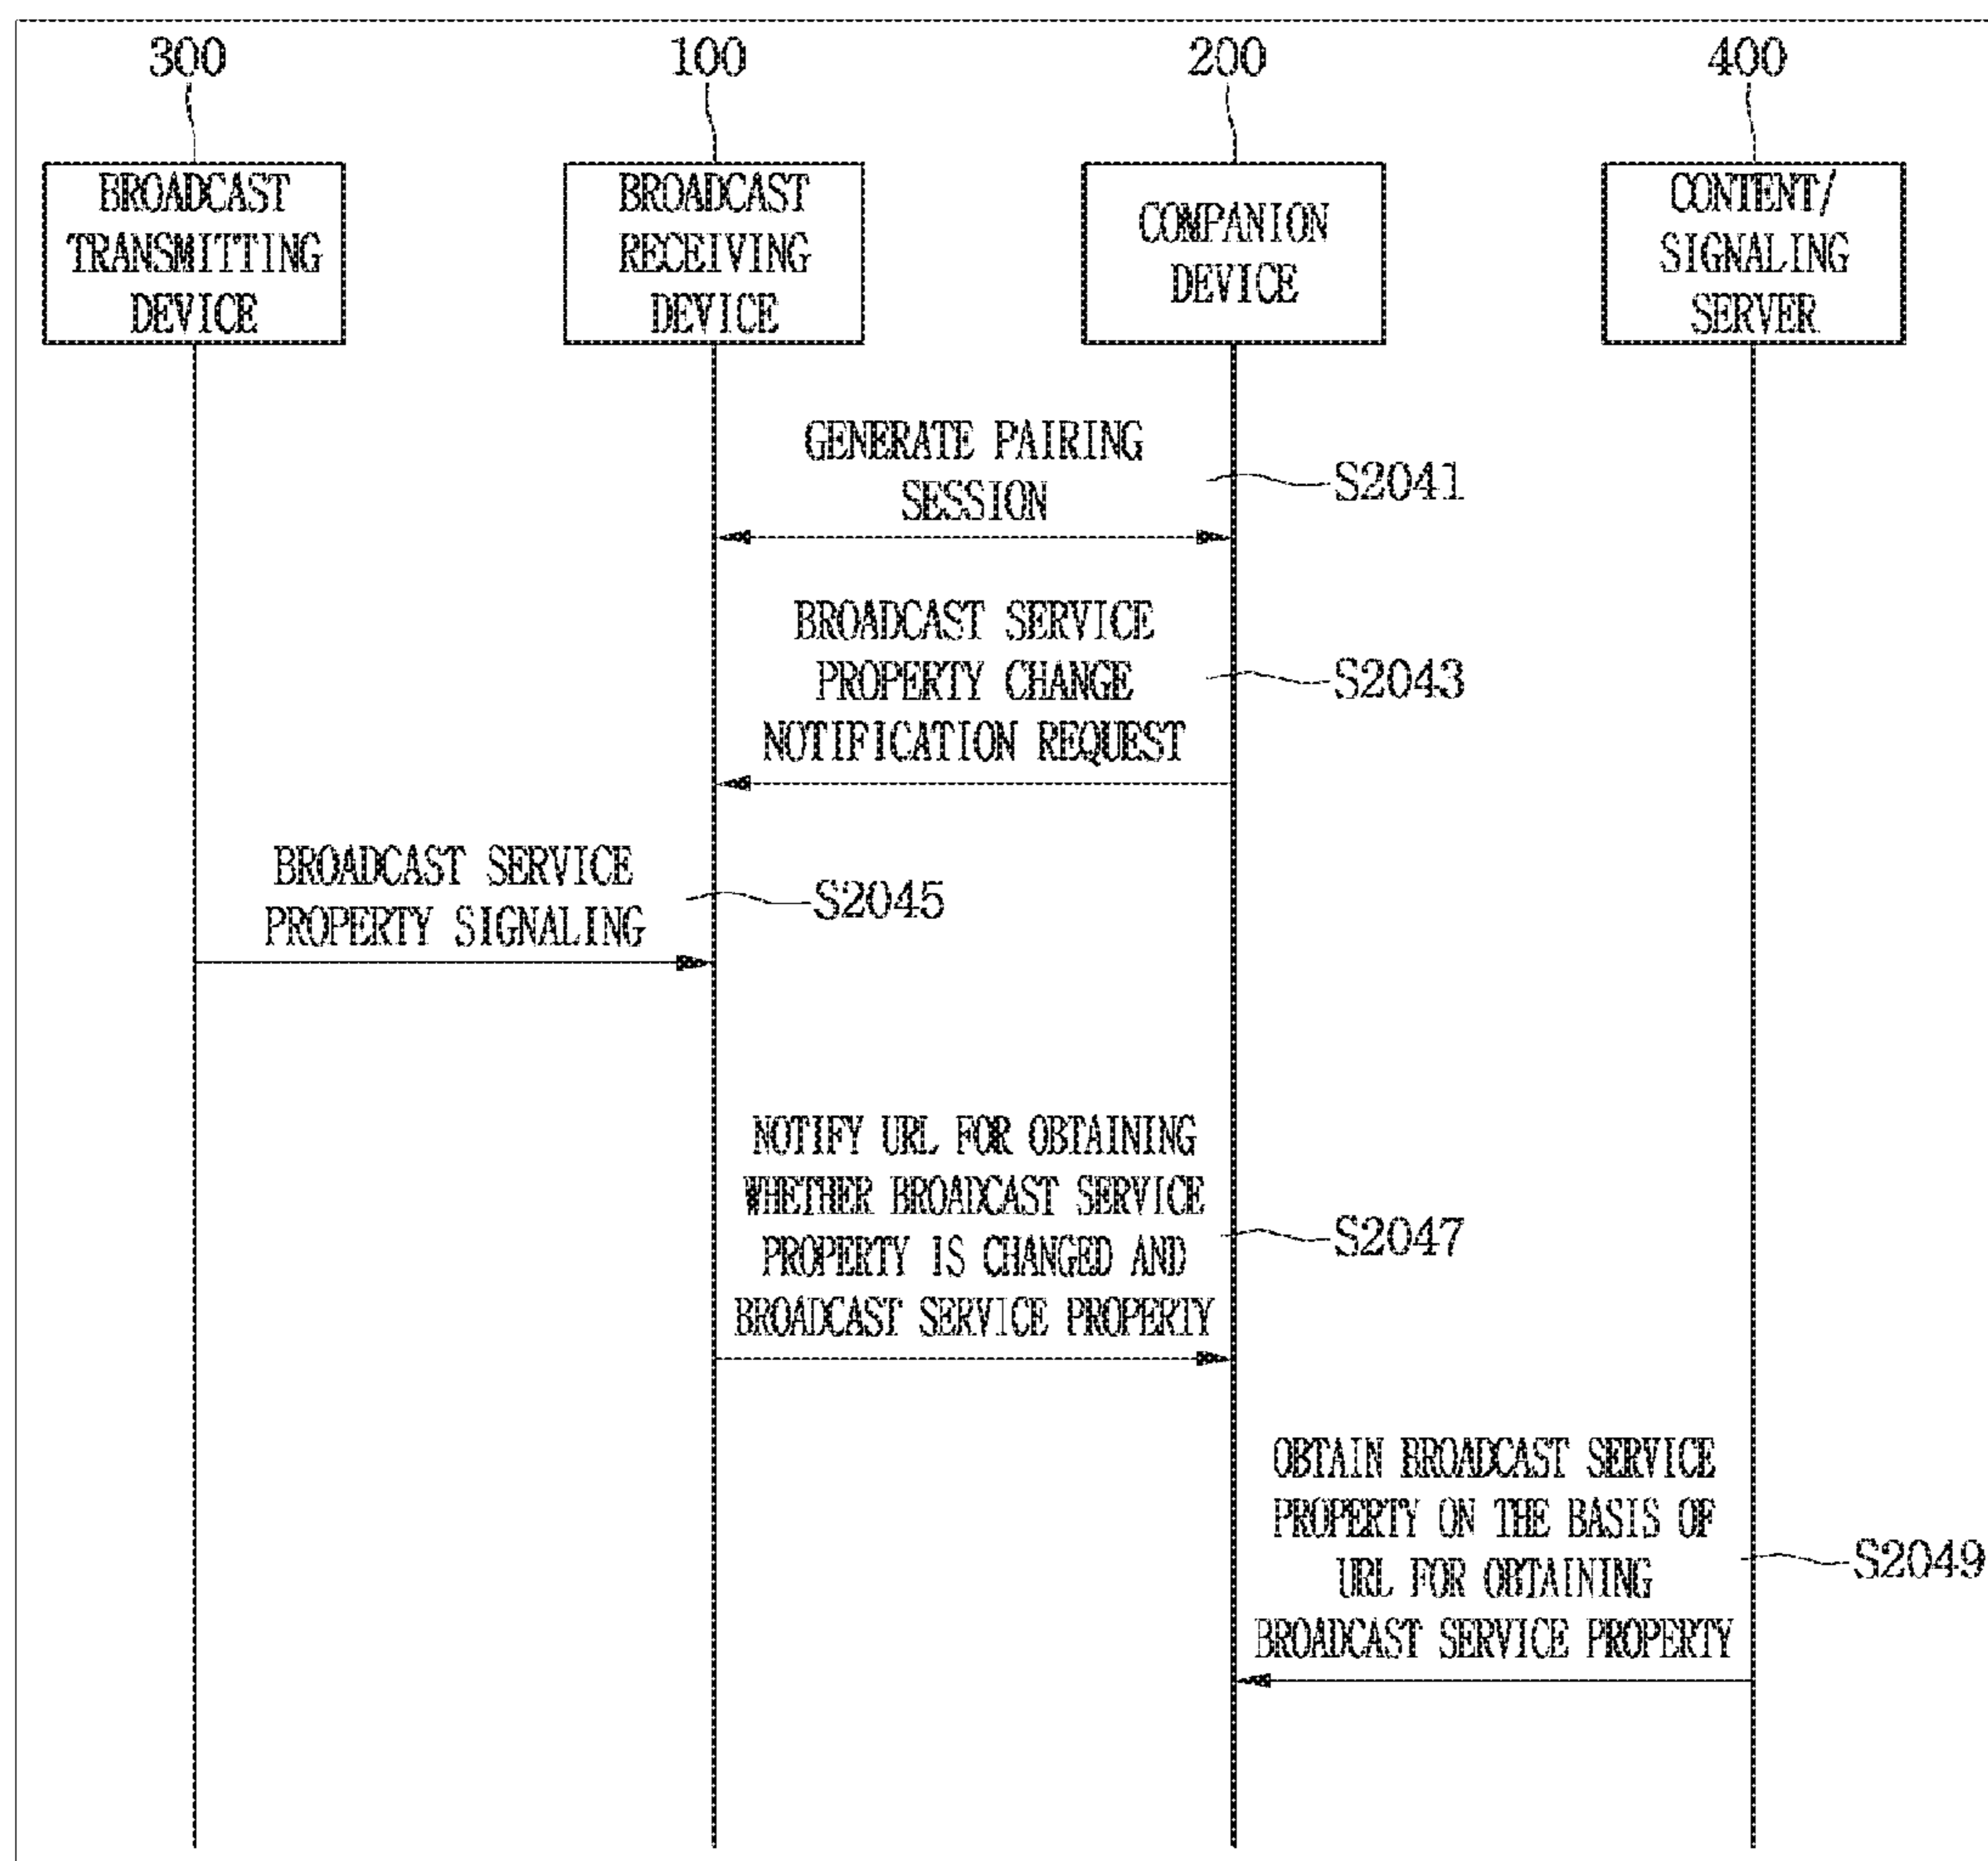 300
100
200
400
BROADCAST
TRANSMITTING
DEVICE
BROADCAST
RECEIVING
DEVICE
COMPANION
DEVICE
CONTENT/
SIGNALING
SERVER
GENERATE PAIRING
SESSION
S2041
BROADCAST SERVICE
PROPERTY CHANGE
NOTIFICATION REQUEST
S2043
BROADCAST SERVICE
PROPERTY SIGNALING
S2045
NOTIFY URL FOR OBTAINING
WHETHER BROADCAST SERVICE
PROPERTY IS CHANGED AND
BROADCAST SERVICE PROPERTY
S2047
OBTAIN BROADCAST SERVICE
PROPERTY ON THE BASIS OF
URL FOR OBTAINING
BROADCAST SERVICE PROPERTY
S2049